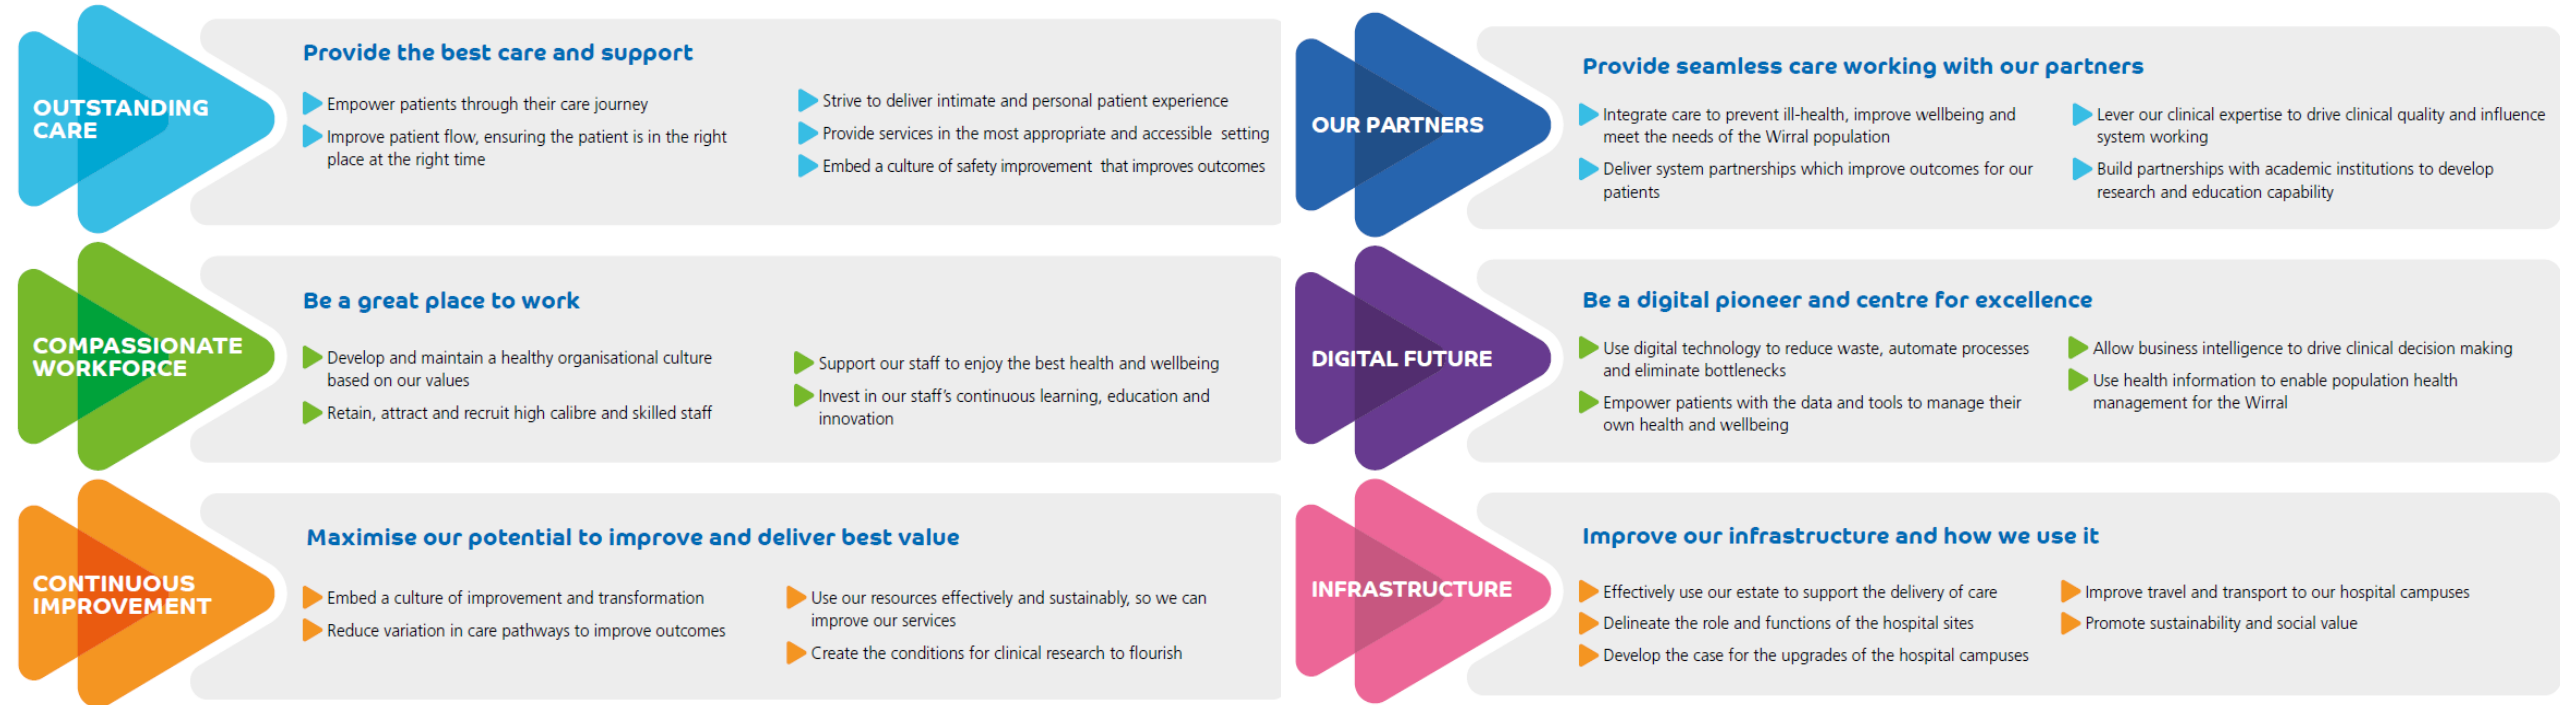 OUTSTANDING
CARE
Provide the best care and support
Empower patients through their care journey
Improve patient flow, ensuring the patient is in the right
place at the right time
Strive to deliver intimate and personal patient experience
Provide services in the most appropriate and accessible setting
Embed a culture of safety improvement that improves outcomes
COMPASSIONATE
WORKFORCE
Be a great place to work
Develop and maintain a healthy organisational culture
based on our values
Retain, attract and recruit high calibre and skilled staff
Support our staff to enjoy the best health and wellbeing
Invest in our staff's continuous learning, education and
innovation
CONTINUOUS
IMPROVEMENT
Maximise our potential to improve and deliver best value
Embed a culture of improvement and transformation
Reduce variation in care pathways to improve outcomes
Use our resources effectively and sustainably, so we can
improve our services
Create the conditions for clinical research to flourish
OUR PARTNERS
Provide seamless care working with our partners
Integrate care to prevent ill-health, improve wellbeing and
meet the needs of the Wirral population
Deliver system partnerships which improve outcomes for our
patients
Lever our clinical expertise to drive clinical quality and influence
system working
Build partnerships with academic institutions to develop
research and education capability
DIGITAL FUTURE
Be a digital pioneer and centre for excellence
Use digital technology to reduce waste, automate processes
and eliminate bottlenecks
Empower patients with the data and tools to manage their
own health and wellbeing
Allow business intelligence to drive clinical decision making
Use health information to enable population health
management for the Wirral
INFRASTRUCTURE
Improve our infrastructure and how we use it
Effectively use our estate to support the delivery of care
Delineate the role and functions of the hospital sites
Develop the case for the upgrades of the hospital campuses
Improve travel and transport to our hospital campuses
Promote sustainability and social value